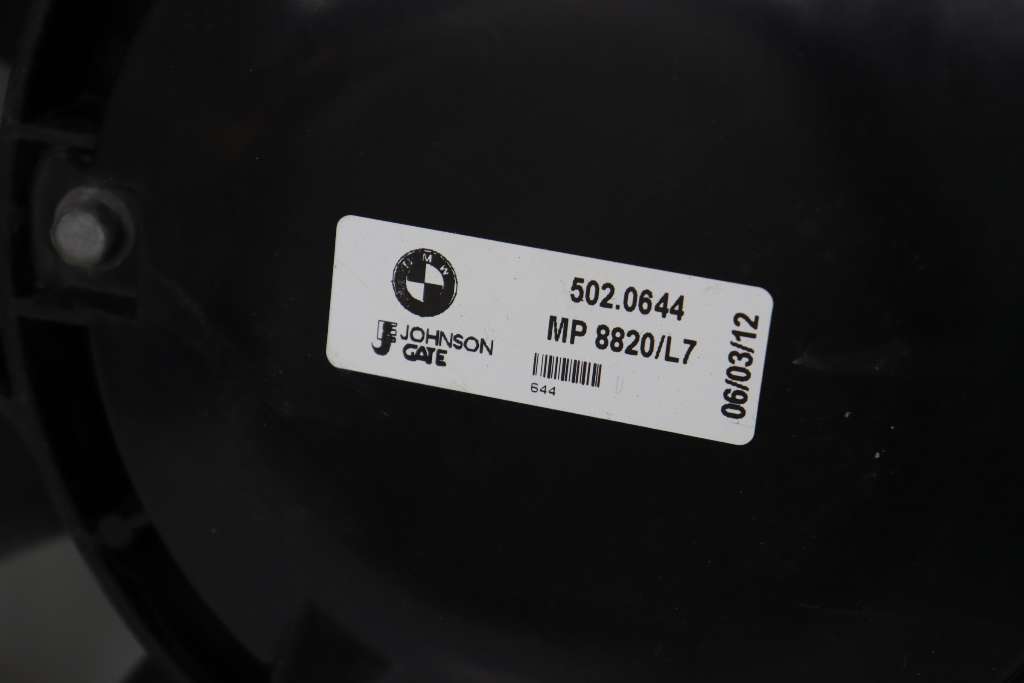 BMW
JOHNSON
GATE
502.0644
MP 8820/L7
644
06/03/12